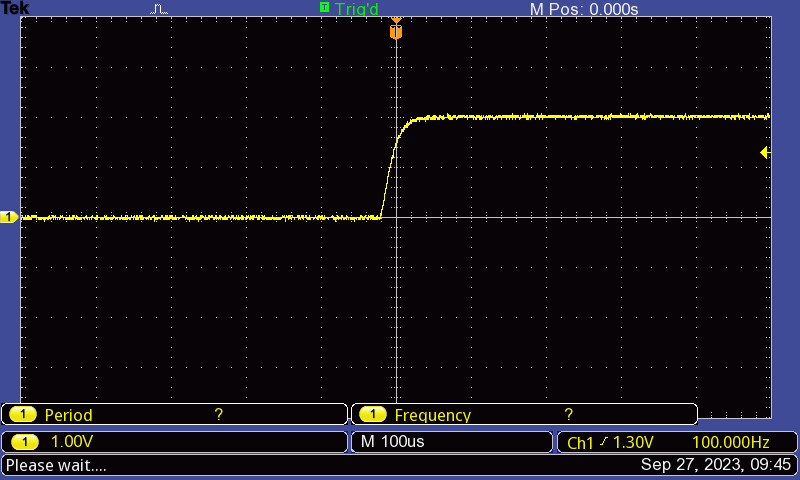 Tek T Trig'd M Pos: 0.000s
T
1
1 Period ? 1 Frequency ?
1 1.00V M 100us Ch1 1.30V 100.000Hz
Please wait.... Sep 27, 2023, 09:45